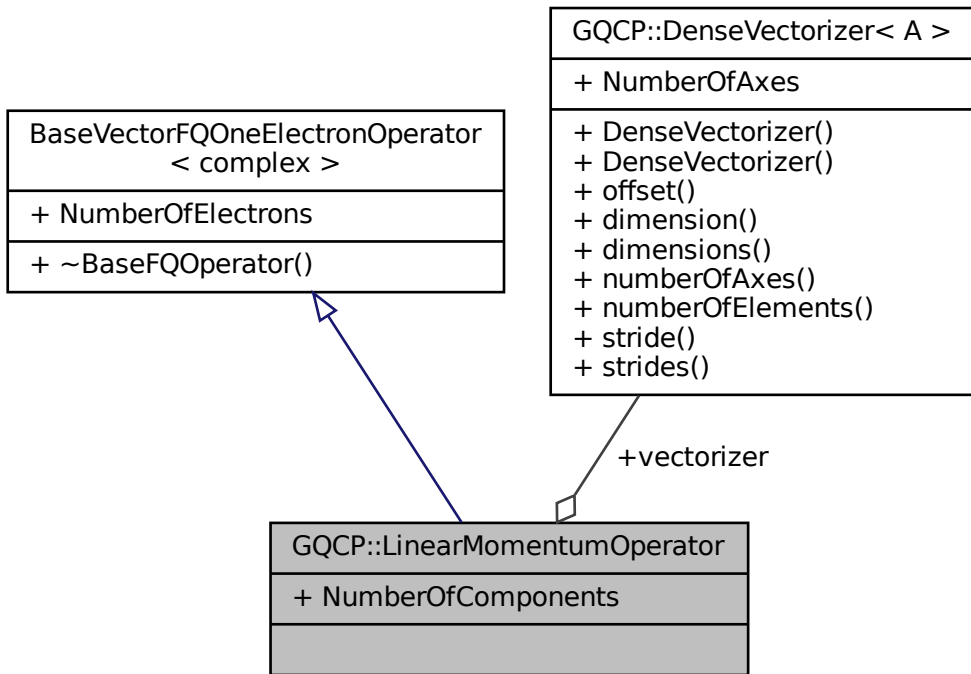 GQCP::DenseVectorizer< A >
+ NumberOfAxes
+ DenseVectorizer()
+ DenseVectorizer()
+ offset()
+ dimension()
+ dimensions()
+ numberOfAxes()
+ numberOfElements()
+ stride()
+ strides()
BaseVectorFQOneElectronOperator
< complex >
+ NumberOfElectrons
+ ~BaseFQOperator()
+vectorizer
GQCP::LinearMomentumOperator
+ NumberOfComponents